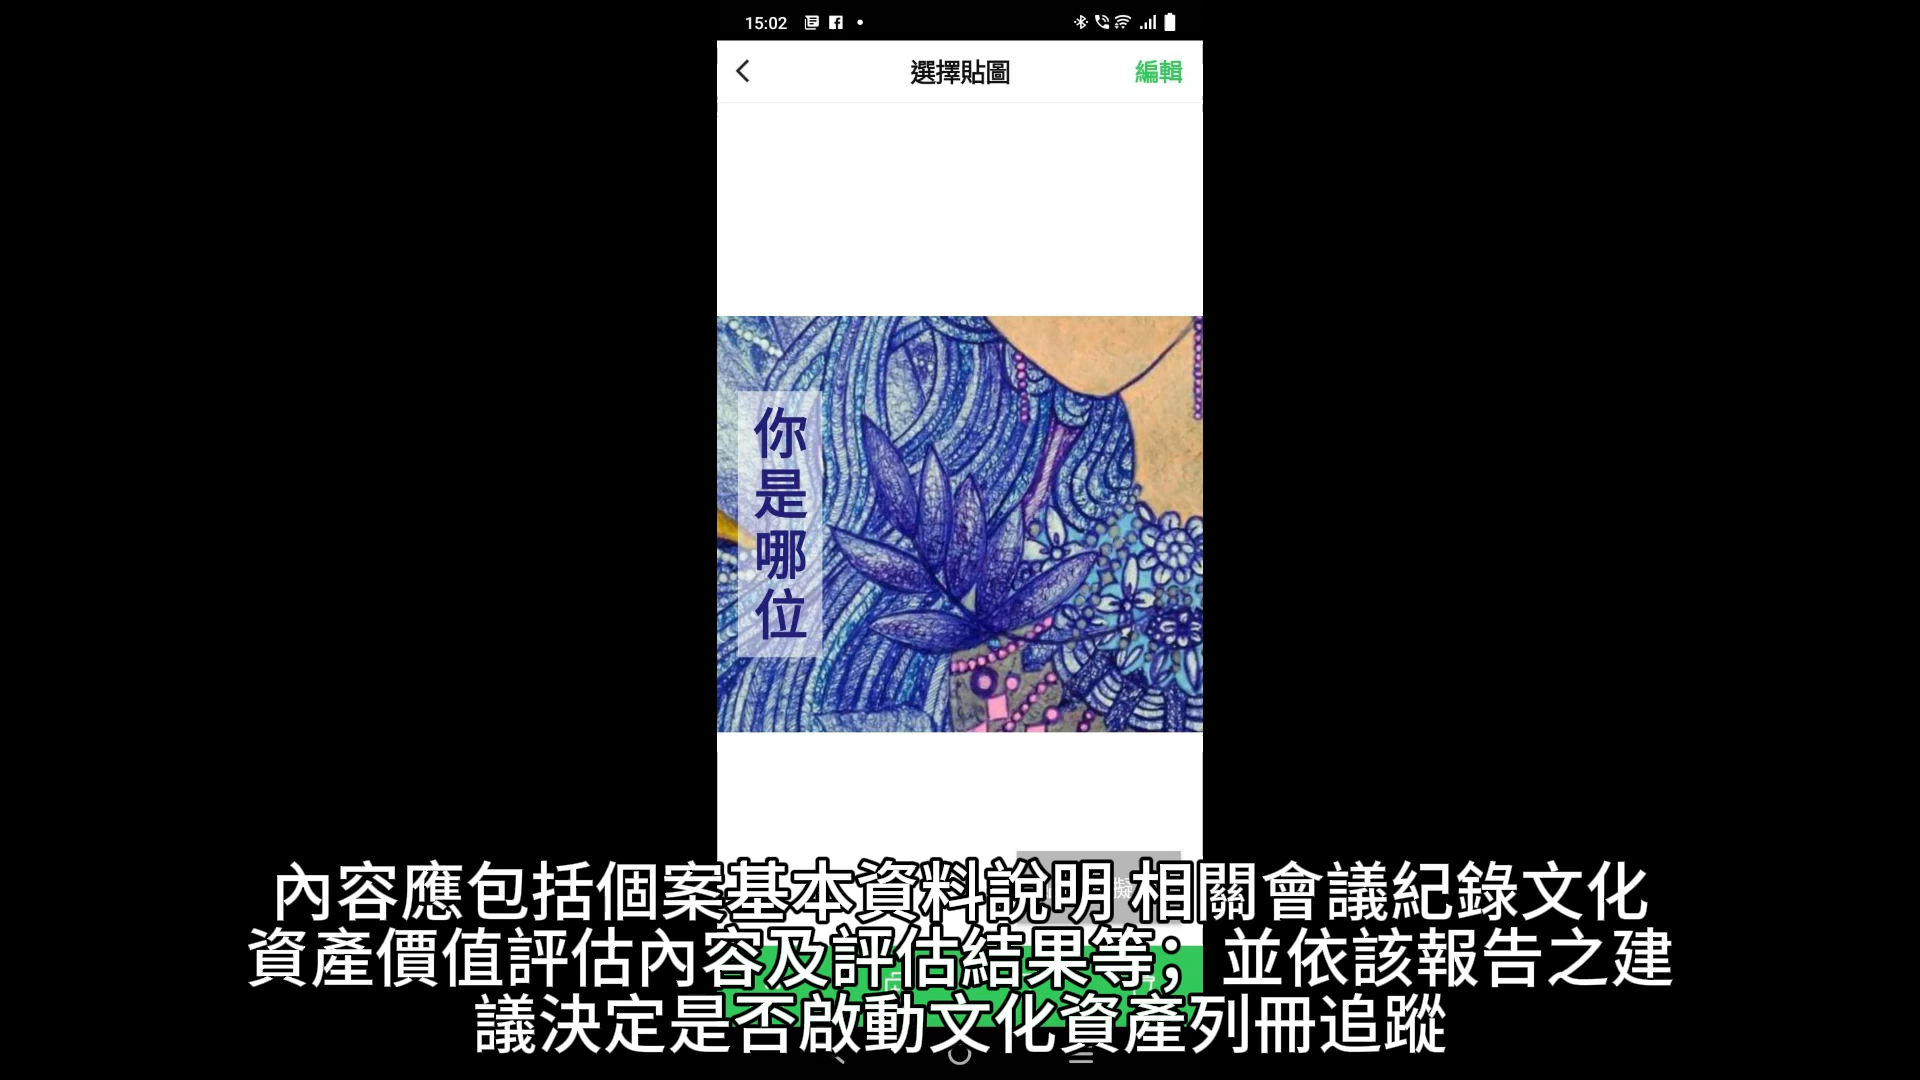 15:02
選擇貼圖
編輯
你是哪位
內容應包括個案基本資料說明 相關會議紀錄文化
資產價值評估內容及評估結果等；並依該報告之建
議決定是否啟動文化資產列冊追蹤